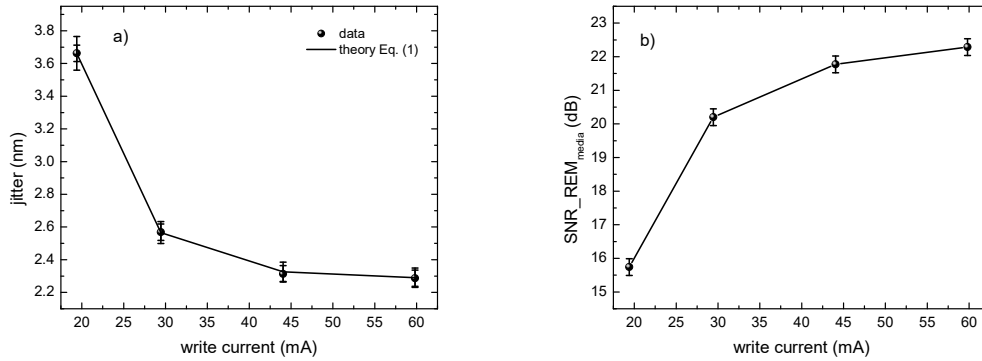 a)
data
theory Eq. (1)
jitter (nm)
3.8
3.6
3.4
3.2
3.0
2.8
2.6
2.4
2.2
20 25 30 35 40 45 50 55 60
write current (mA)
b)
SNR_REM_media (dB)
23
22
21
20
19
18
17
16
15
20 25 30 35 40 45 50 55 60
write current (mA)